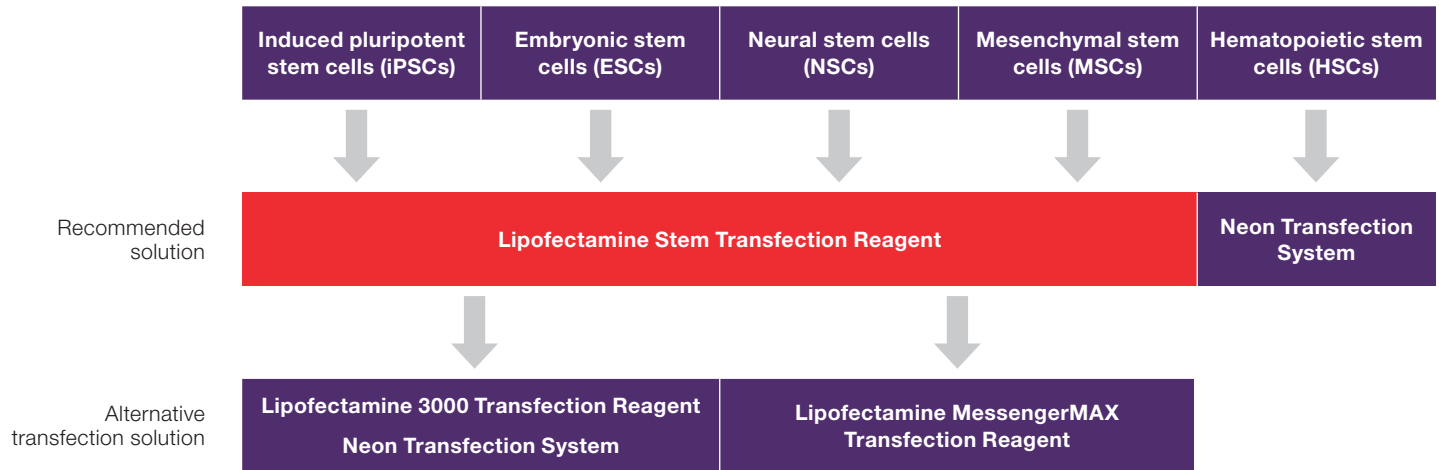 Induced pluripotent
stem cells (iPSCs)
Embryonic stem
cells (ESCs)
Neural stem cells
(NSCs)
Mesenchymal stem
cells (MSCs)
Hematopoietic stem
cells (HSCs)
Recommended
solution
Lipofectamine Stem Transfection Reagent
Neon Transfection
System
Alternative
transfection solution
Lipofectamine 3000 Transfection Reagent
Neon Transfection System
Lipofectamine MessengerMAX
Transfection Reagent